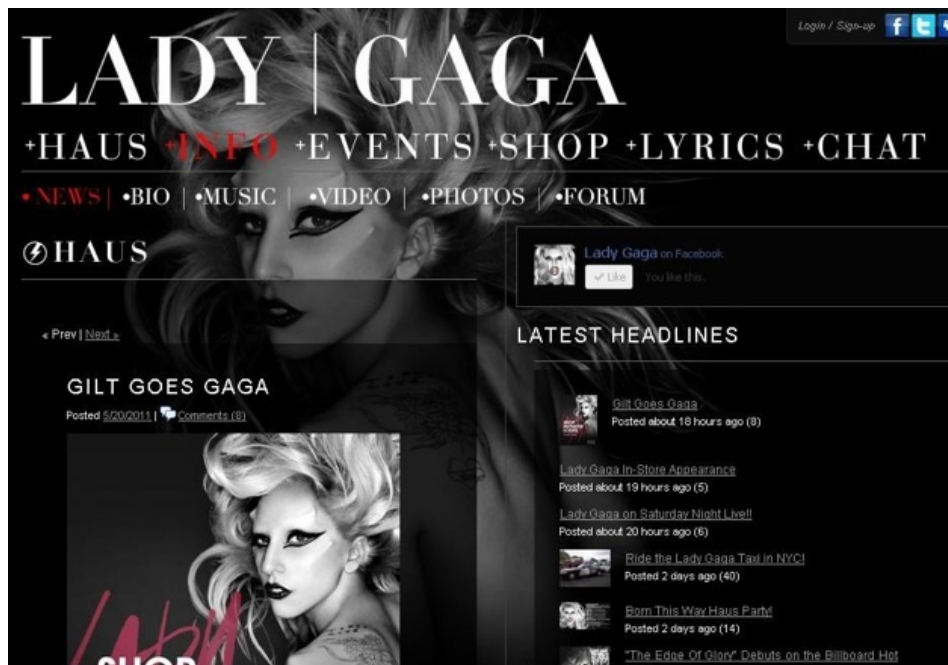 Login / Sign-up
LADY | GAGA
+HAUS +INFO +EVENTS +SHOP +LYRICS +CHAT
• NEWS | •BIO | •MUSIC | •VIDEO | •PHOTOS | •FORUM
HAUS
Lady Gaga on Facebook
Like You like this.
« Prev | Next »
LATEST HEADLINES
GILT GOES GAGA
Posted 5/20/2011 | Comments (8)
Gilt Goes Gaga
Posted about 18 hours ago (8)
Lady Gaga In-Store Appearance
Posted about 19 hours ago (5)
Lady Gaga on Saturday Night Live!!
Posted about 20 hours ago (6)
Ride the Lady Gaga Taxi in NYC!
Posted 2 days ago (40)
Born This Way Haus Party!
Posted 2 days ago (14)
"The Edge Of Glory" Debuts on the Billboard Hot
LADY
SHOP